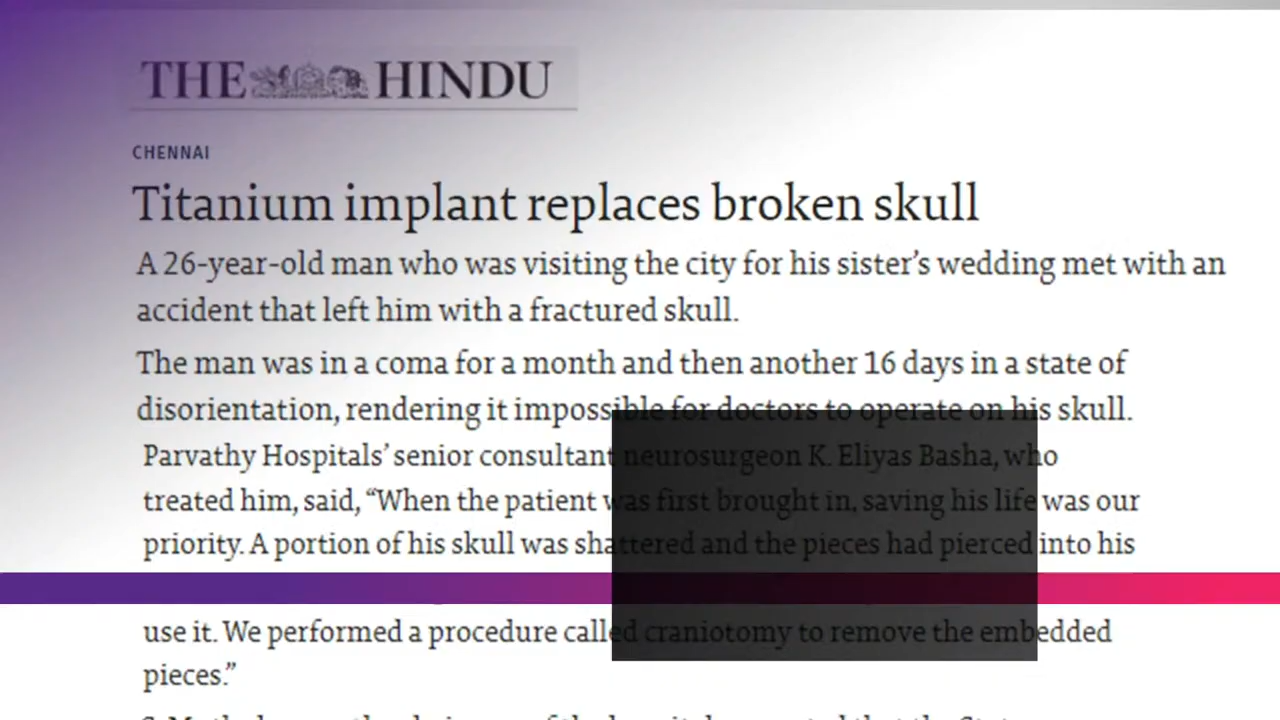 THE HINDU
CHENNAI
Titanium implant replaces broken skull
A 26-year-old man who was visiting the city for his sister’s wedding met with an
accident that left him with a fractured skull.
The man was in a coma for a month and then another 16 days in a state of
disorientation, rendering it impossible for doctors to operate on his skull.
Parvathy Hospitals’ senior consultant neurosurgeon K. Eliyas Basha, who
treated him, said, “When the patient was first brought in, saving his life was our
priority. A portion of his skull was shattered and the pieces had pierced into his
use it. We performed a procedure called craniotomy to remove the embedded
pieces.”